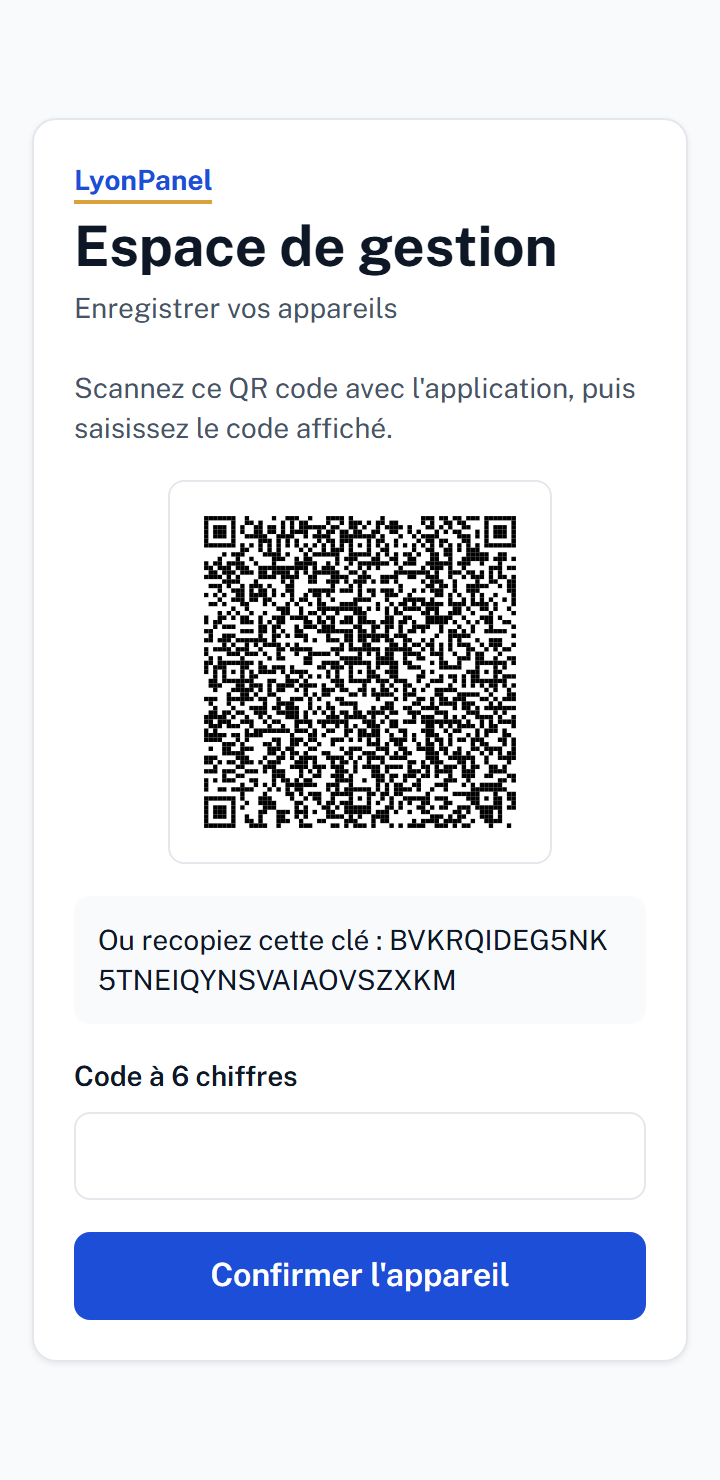 LyonPanel
Espace de gestion
Enregistrer vos appareils
Scannez ce QR code avec l'application, puis
saisissez le code affiché.
Ou recopiez cette clé : BVKRQIDEG5NK
5TNEIQYNSVAIAOVSZXKM
Code à 6 chiffres
Confirmer l'appareil